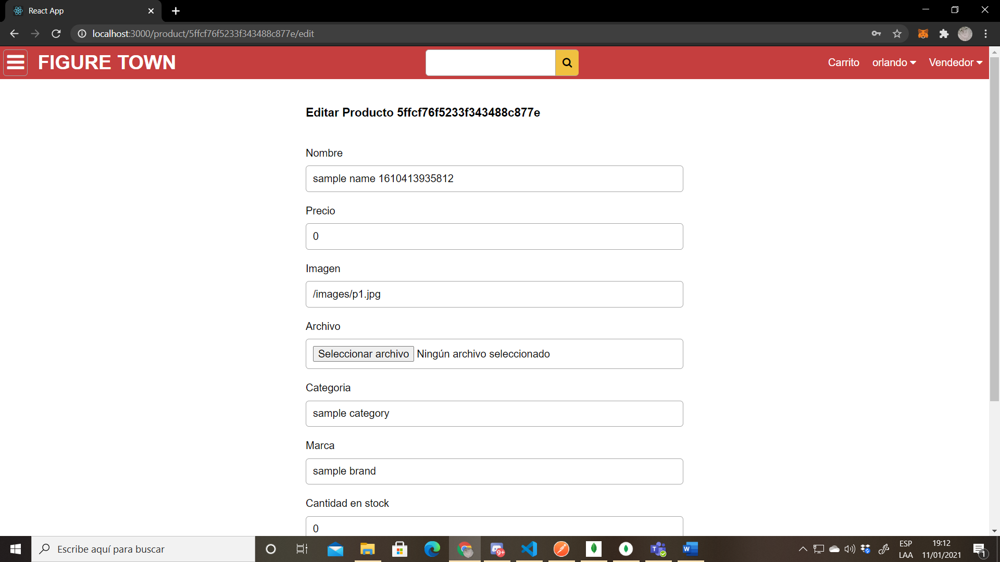 React App
localhost:3000/product/5ffcf76f5233f343488c877e/edit
FIGURE TOWN
Carrito
orlando
Vendedor
Editar Producto 5ffcf76f5233f343488c877e
Nombre
sample name 1610413935812
Precio
0
Imagen
/images/p1.jpg
Archivo
Seleccionar archivo Ningún archivo seleccionado
Categoria
sample category
Marca
sample brand
Cantidad en stock
0
Escribe aquí para buscar
9+
ESP
LAA
19:12
11/01/2021
1